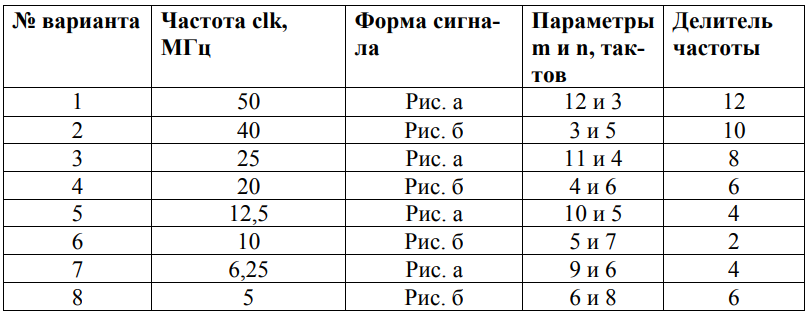 № варианта Частота clk, Форма сигна- Параметры Делитель
МГц ла m и n, так- частоты
тов
1 50 Рис. а 12 и 3 12
2 40 Рис. б 3 и 5 10
3 25 Рис. а 11 и 4 8
4 20 Рис. б 4 и 6 6
5 12,5 Рис. а 10 и 5 4
6 10 Рис. б 5 и 7 2
7 6,25 Рис. а 9 и 6 4
8 5 Рис. б 6 и 8 6